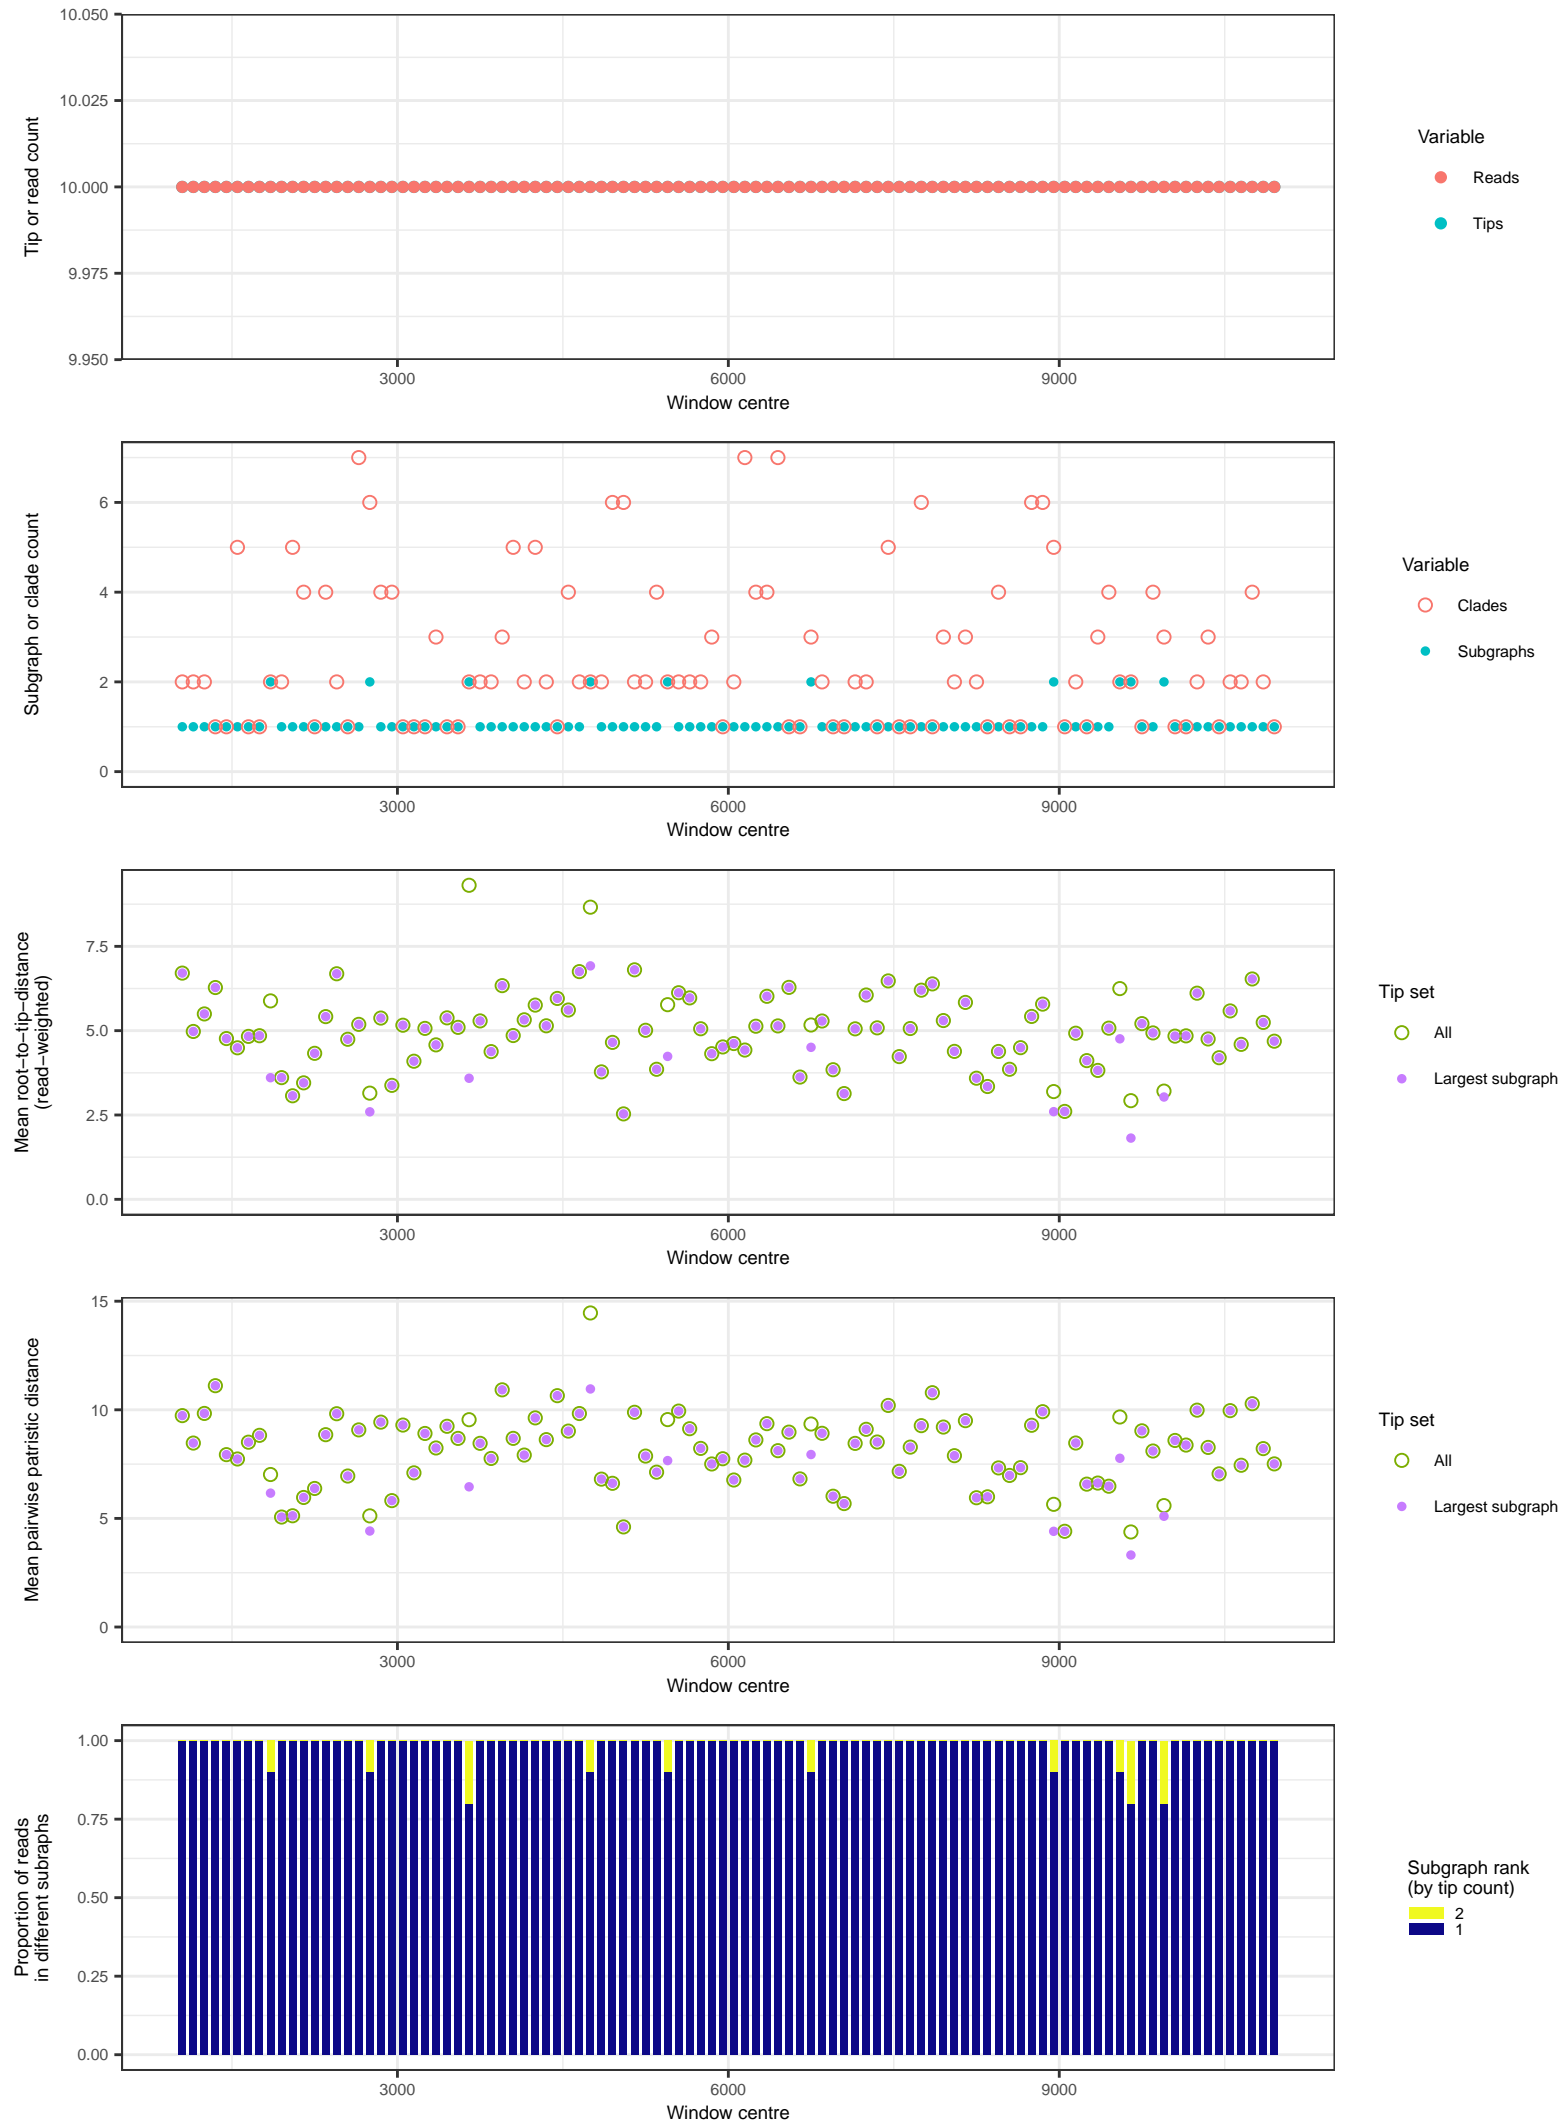 10.050
10.025
10.000
9.975
9.950
Tip or read count
3000
6000
9000
Window centre
Variable
Reads
Tips
6
4
2
0
Subgraph or clade count
3000
6000
9000
Window centre
Variable
Clades
Subgraphs
7.5
5.0
2.5
0.0
Mean root−to−tip−distance
(read−weighted)
3000
6000
9000
Window centre
Tip set
All
Largest subgraph
15
10
5
0
Mean pairwise patristic distance
3000
6000
9000
Window centre
Tip set
All
Largest subgraph
1.00
0.75
0.50
0.25
0.00
Proportion of reads
in different subraphs
3000
6000
9000
Window centre
Subgraph rank
(by tip count)
2
1